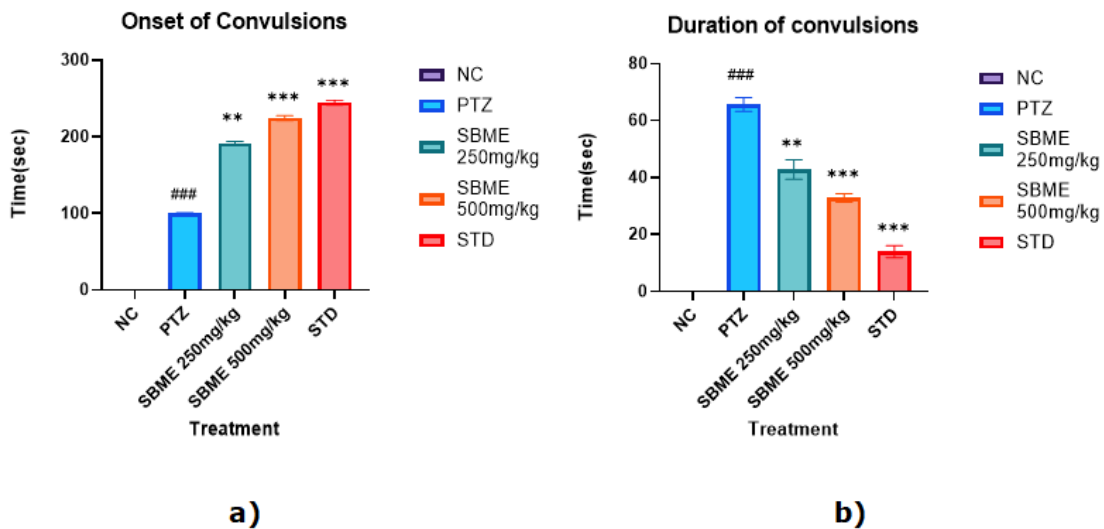 Onset of Convulsions
Time(sec)
300
200
100
0
###
**
***
***
NC
PTZ
SBME 250mg/kg
SBME 500mg/kg
STD
Treatment
NC
PTZ
SBME
250mg/kg
SBME
500mg/kg
STD
a)
Duration of convulsions
Time(sec)
80
60
40
20
0
###
**
***
***
NC
PTZ
SBME 250mg/kg
SBME 500mg/kg
STD
Treatment
NC
PTZ
SBME
250mg/kg
SBME
500mg/kg
STD
b)